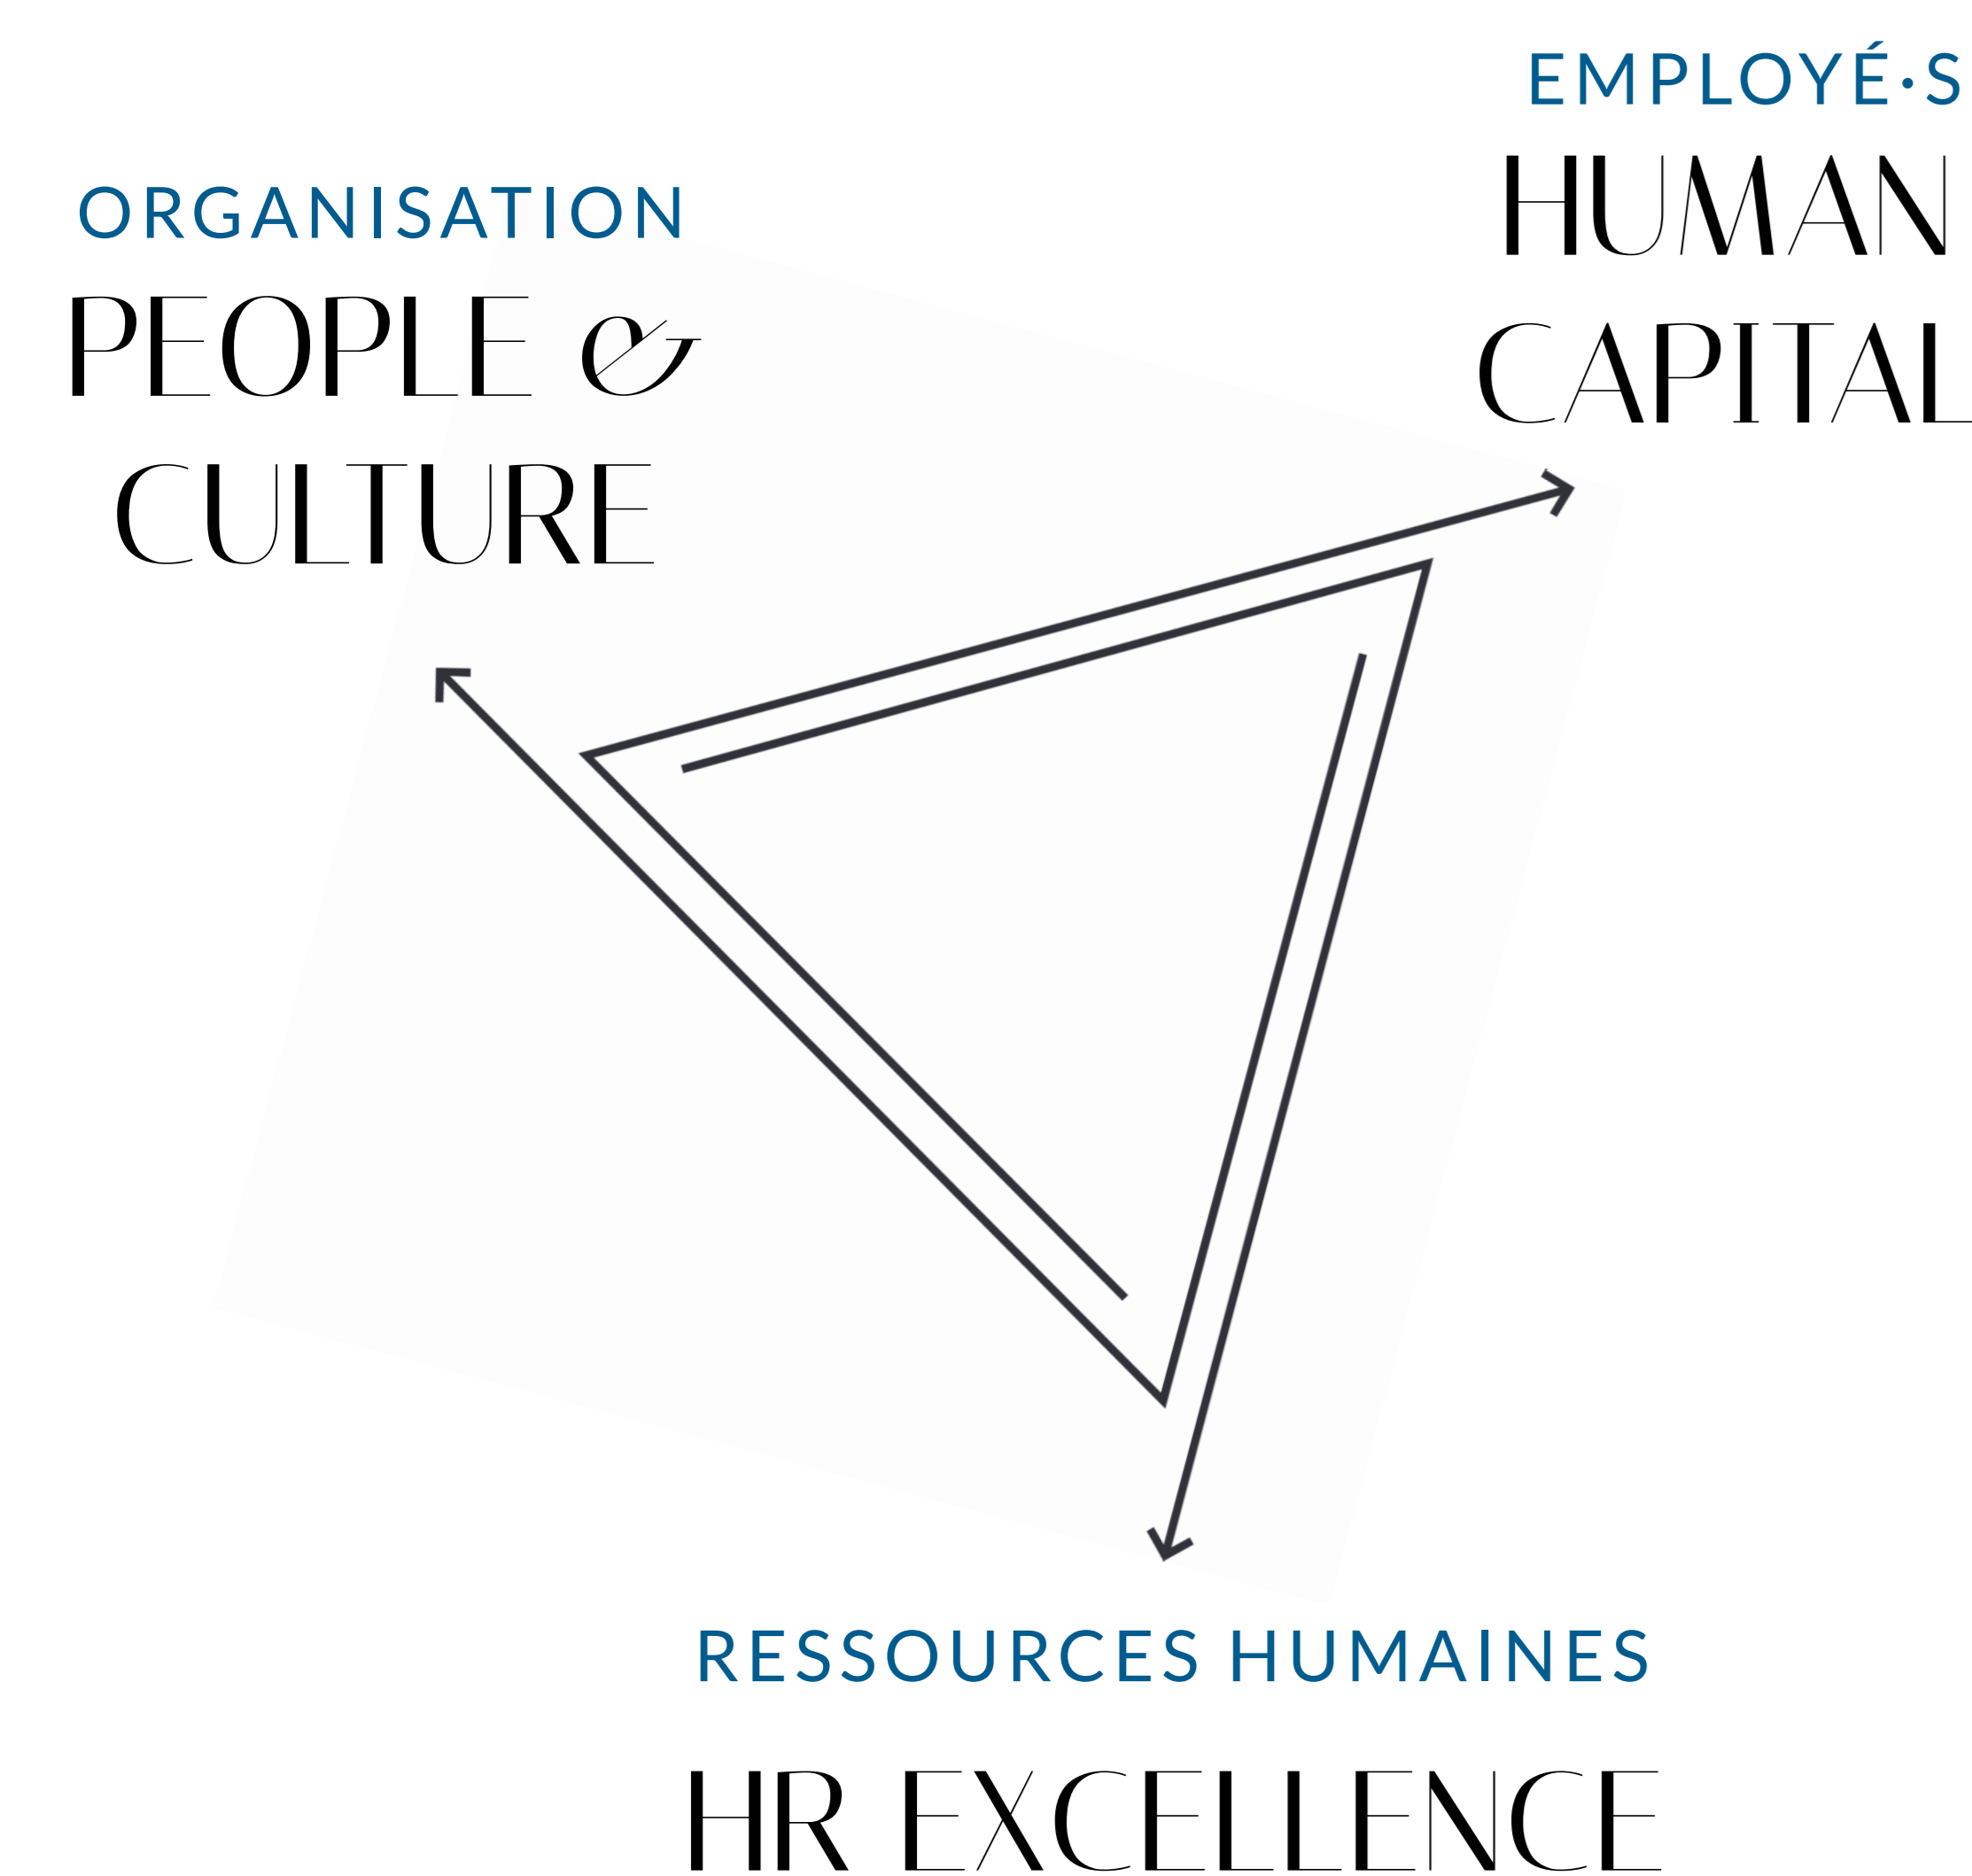 ORGANISATION
PEOPLE &
CULTURE
EMPLOYÉ·S
HUMAN
CAPITAL
RESSOURCES HUMAINES
HR EXCELLENCE